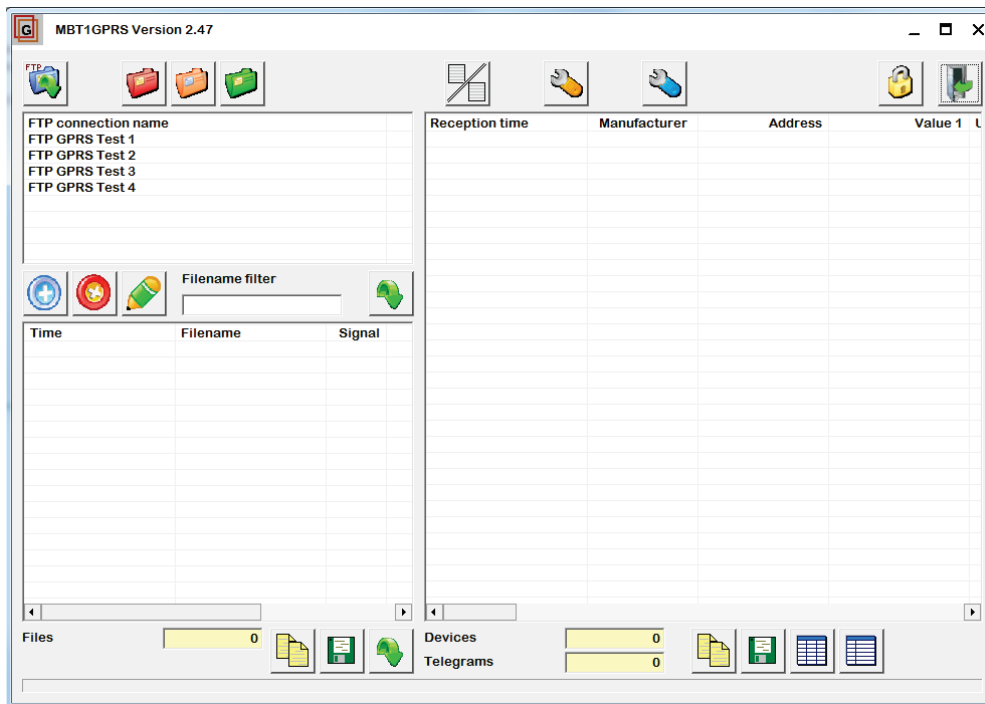 G MBT1GPRS Version 2.47
FTP
FTP connection name
FTP GPRS Test 1
FTP GPRS Test 2
FTP GPRS Test 3
FTP GPRS Test 4
Filename filter
Time Filename Signal
Files 0
Reception time Manufacturer Address Value 1 U
Devices 0
Telegrams 0